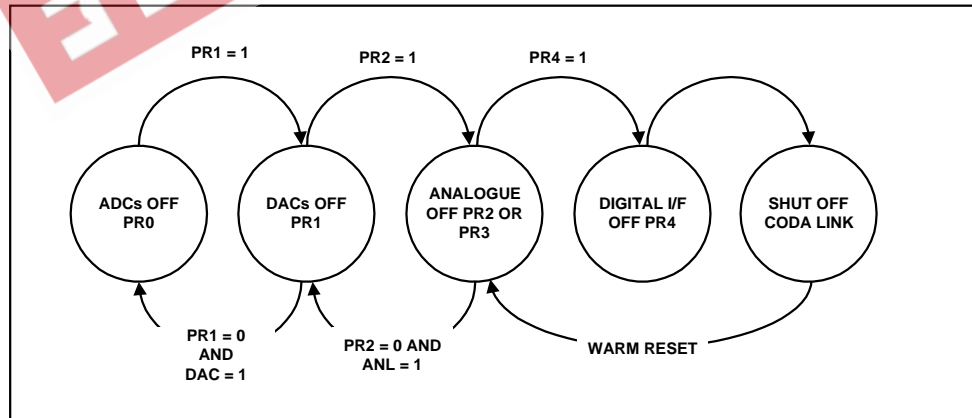 PR1 = 1
PR2 = 1
PR4 = 1
ADCs OFF
PR0
DACs OFF
PR1
ANALOGUE
OFF PR2 OR
PR3
DIGITAL I/F
OFF PR4
SHUT OFF
CODA LINK
PR1 = 0
AND
DAC = 1
PR2 = 0 AND
ANL = 1
WARM RESET